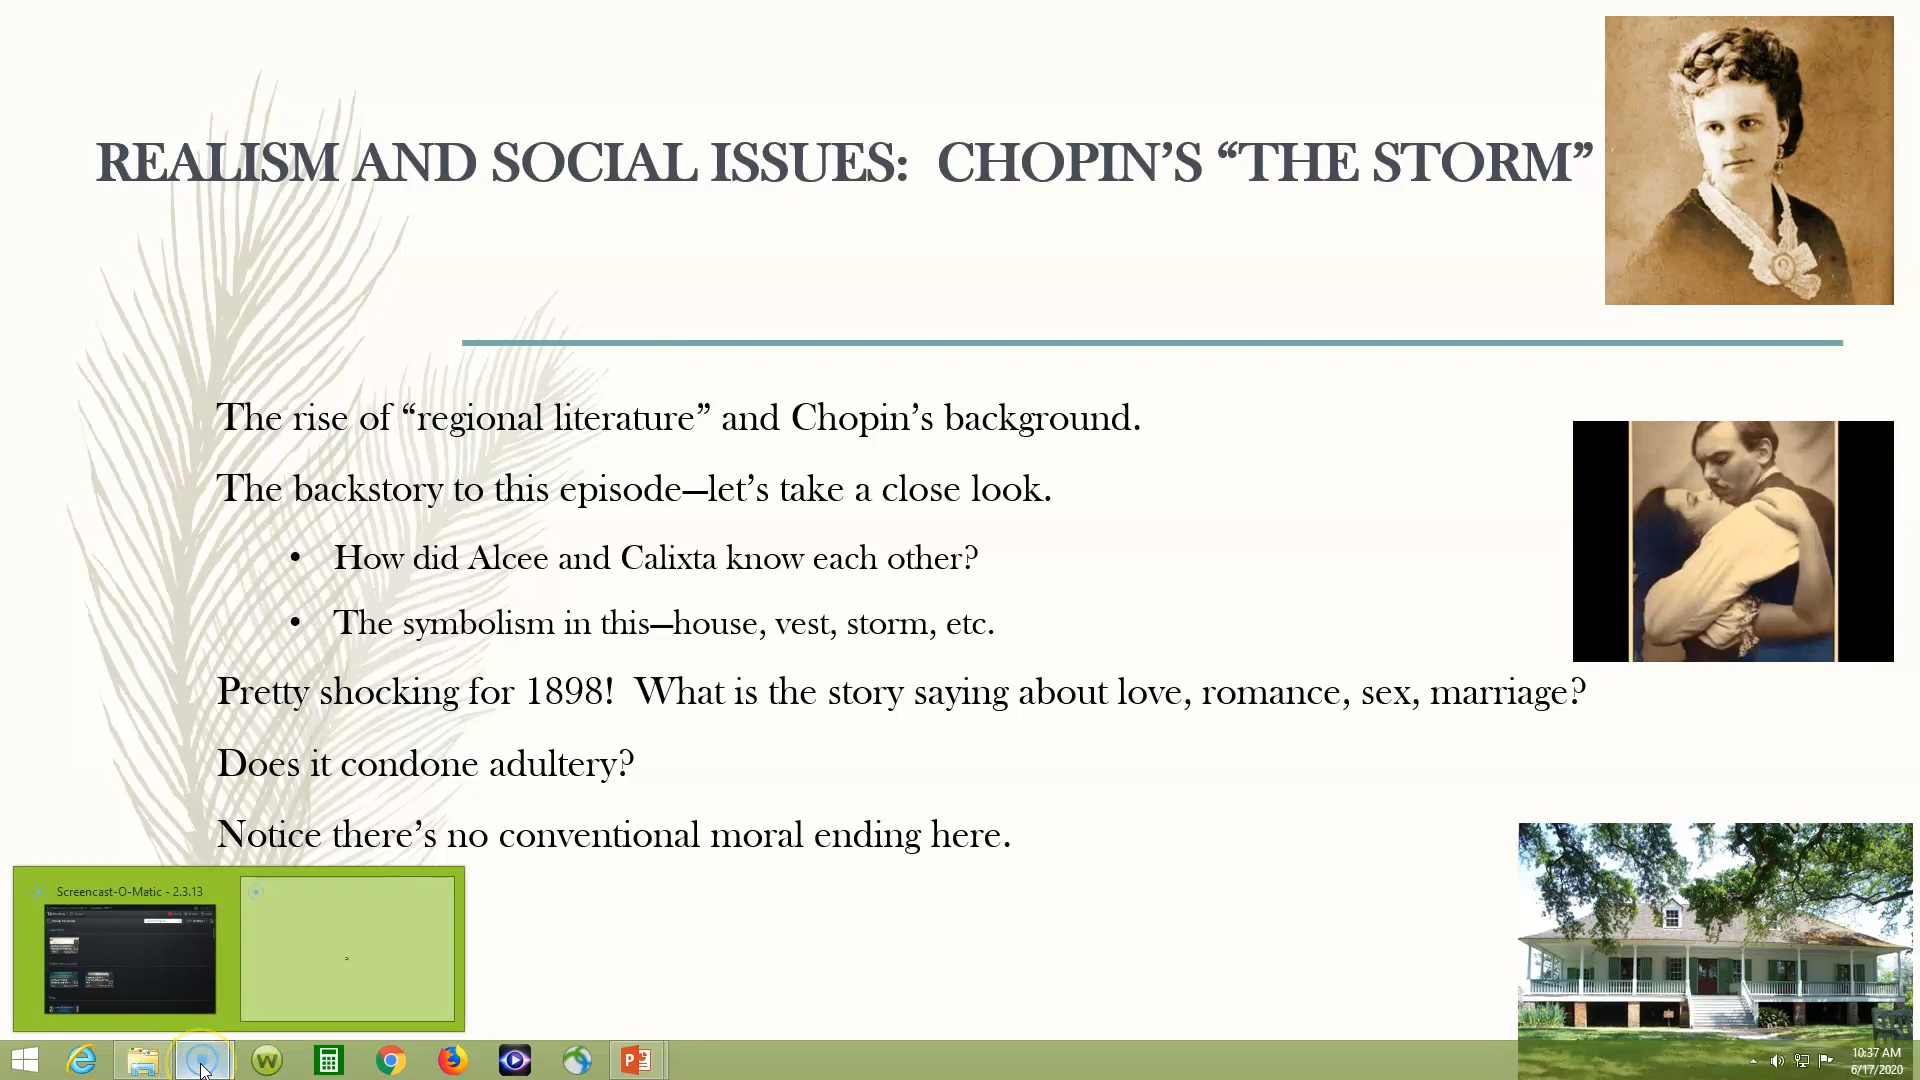 REALISM AND SOCIAL ISSUES: CHOPIN’S “THE STORM”
The rise of “regional literature” and Chopin’s background.
The backstory to this episode—let’s take a close look.
• How did Alcee and Calixta know each other?
• The symbolism in this—house, vest, storm, etc.
Pretty shocking for 1898! What is the story saying about love, romance, sex, marriage?
Does it condone adultery?
Notice there’s no conventional moral ending here.
Screencast-O-Matic - 2.3.13
10:37 AM
6/17/2020